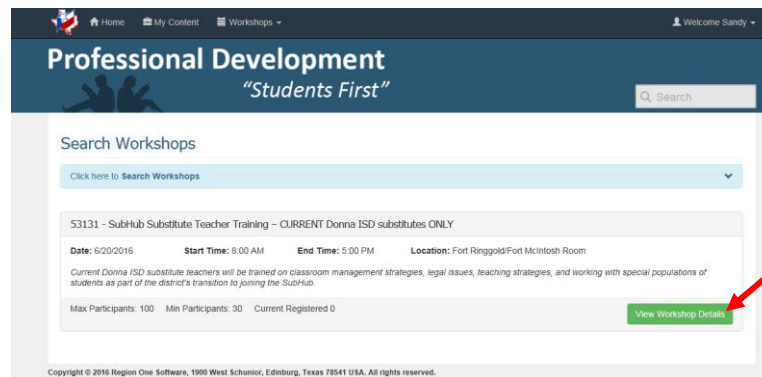 Home My Content Workshops Welcome Sandy
Professional Development
"Students First"
Search
Search Workshops
Click here to Search Workshops
53131 - SubHub Substitute Teacher Training – CURRENT Donna ISD substitutes ONLY
Date: 6/20/2016 Start Time: 8:00 AM End Time: 5:00 PM Location: Fort Ringgold/Fort McIntosh Room
Current Donna ISD substitute teachers will be trained on classroom management strategies, legal issues, teaching strategies, and working with special populations of
students as part of the district's transition to joining the SubHub.
Max Participants: 100 Min Participants: 30 Current Registered 0
View Workshop Details
Copyright © 2016 Region One Software, 1900 West Schunior, Edinburg, Texas 78541 USA. All rights reserved.